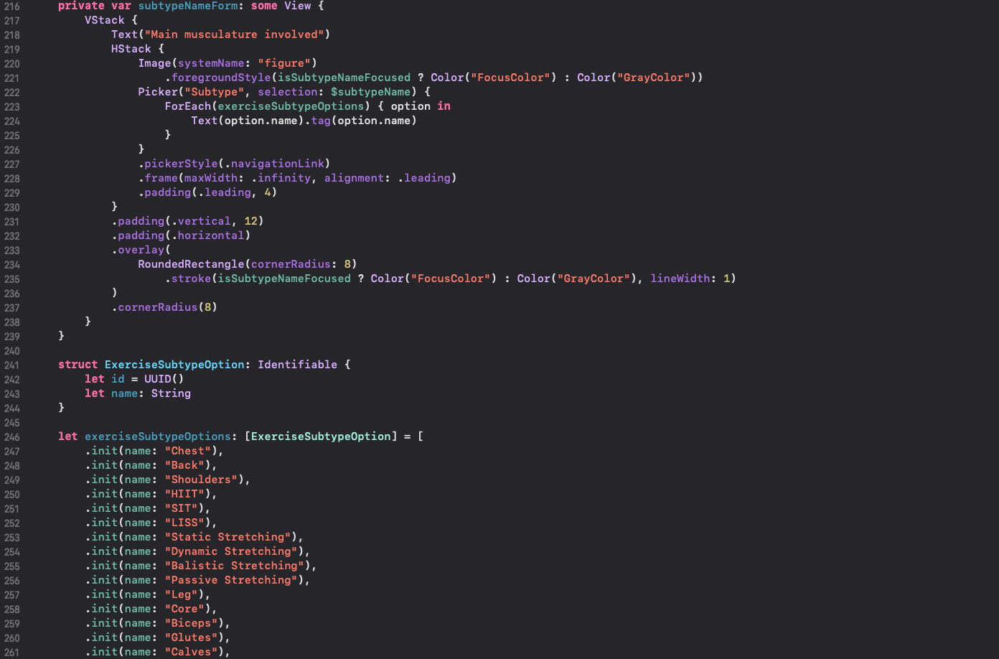 216 private var subtypeNameForm: some View {
217 VStack {
218 Text("Main musculature involved")
219 HStack {
220 Image(systemName: "figure")
221 .foregroundStyle(isSubtypeNameFocused ? Color("FocusColor") : Color("GrayColor"))
222 Picker("Subtype", selection: $subtypeName) {
223 ForEach(exerciseSubtypeOptions) { option in
224 Text(option.name).tag(option.name)
225 }
226 }
227 .pickerStyle(.navigationLink)
228 .frame(maxWidth: .infinity, alignment: .leading)
229 .padding(.leading, 4)
230 }
231 .padding(.vertical, 12)
232 .padding(.horizontal)
233 .overlay(
234 RoundedRectangle(cornerRadius: 8)
235 .stroke(isSubtypeNameFocused ? Color("FocusColor") : Color("GrayColor"), lineWidth: 1)
236 )
237 .cornerRadius(8)
238 }
239 }
240
241 struct ExerciseSubtypeOption: Identifiable {
242 let id = UUID()
243 let name: String
244 }
245
246 let exerciseSubtypeOptions: [ExerciseSubtypeOption] = [
247 .init(name: "Chest"),
248 .init(name: "Back"),
249 .init(name: "Shoulders"),
250 .init(name: "HIIT"),
251 .init(name: "SIT"),
252 .init(name: "LISS"),
253 .init(name: "Static Stretching"),
254 .init(name: "Dynamic Stretching"),
255 .init(name: "Balistic Stretching"),
256 .init(name: "Passive Stretching"),
257 .init(name: "Leg"),
258 .init(name: "Core"),
259 .init(name: "Biceps"),
260 .init(name: "Glutes"),
261 .init(name: "Calves"),